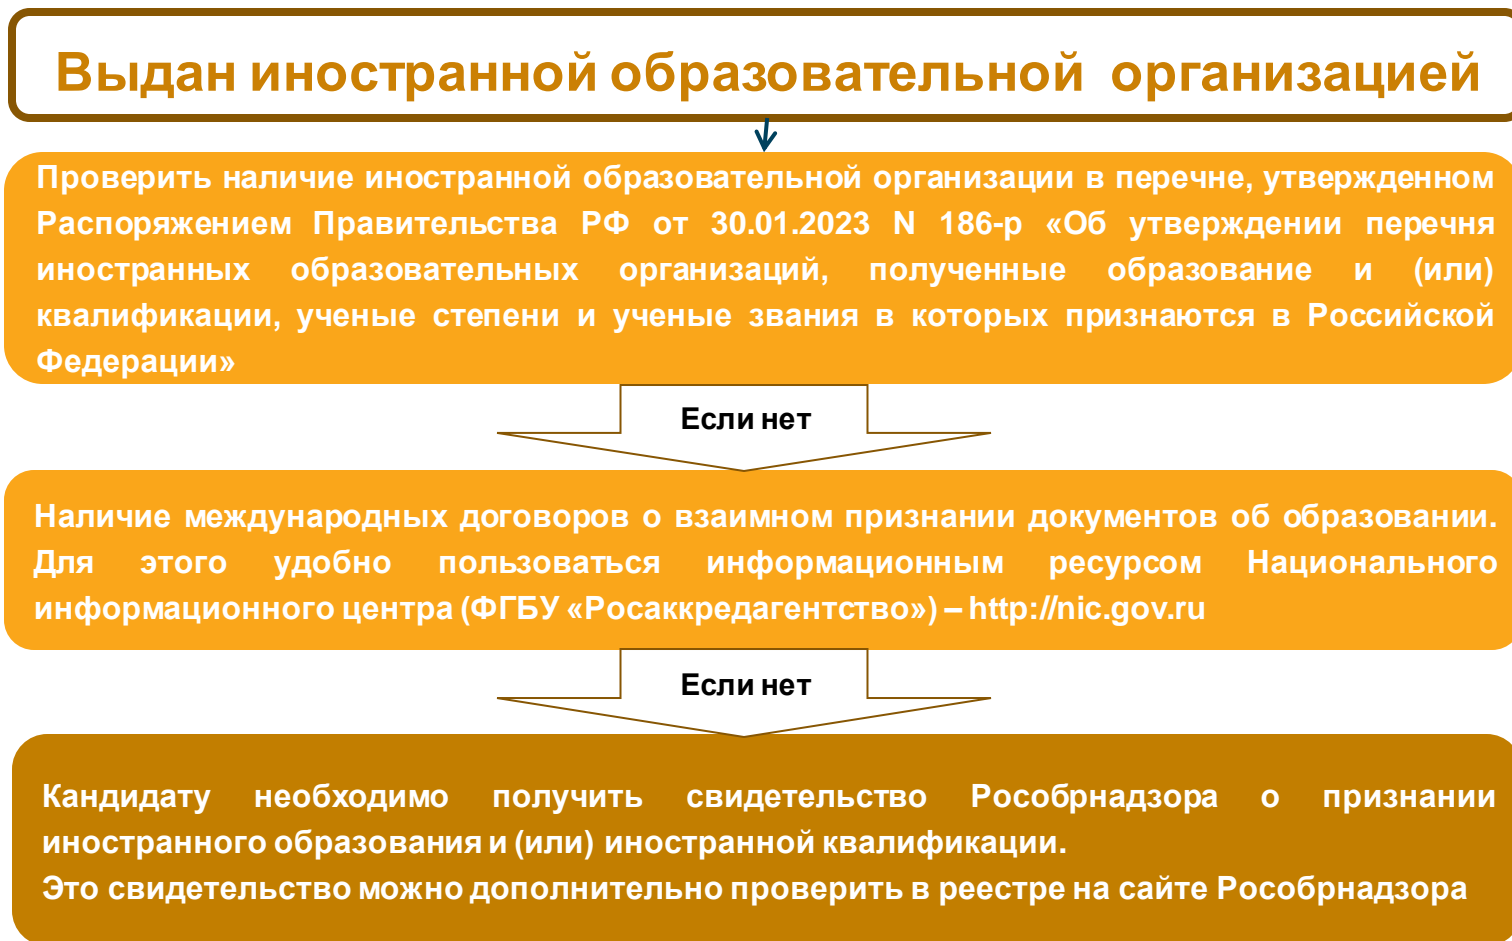 Выдан иностранной образовательной организацией
Проверить наличие иностранной образовательной организации в перечне, утвержденном
Распоряжением Правительства РФ от 30.01.2023 N 186-р «Об утверждении перечня
иностранных образовательных организаций, полученные образование и (или)
квалификации, ученые степени и ученые звания в которых признаются в Российской
Федерации»
Если нет
Наличие международных договоров о взаимном признании документов об образовании.
Для этого удобно пользоваться информационным ресурсом Национального
информационного центра (ФГБУ «Росаккредагентство») – http://nic.gov.ru
Если нет
Кандидату необходимо получить свидетельство Рособрнадзора о признании
иностранного образования и (или) иностранной квалификации.
Это свидетельство можно дополнительно проверить в реестре на сайте Рособрнадзора